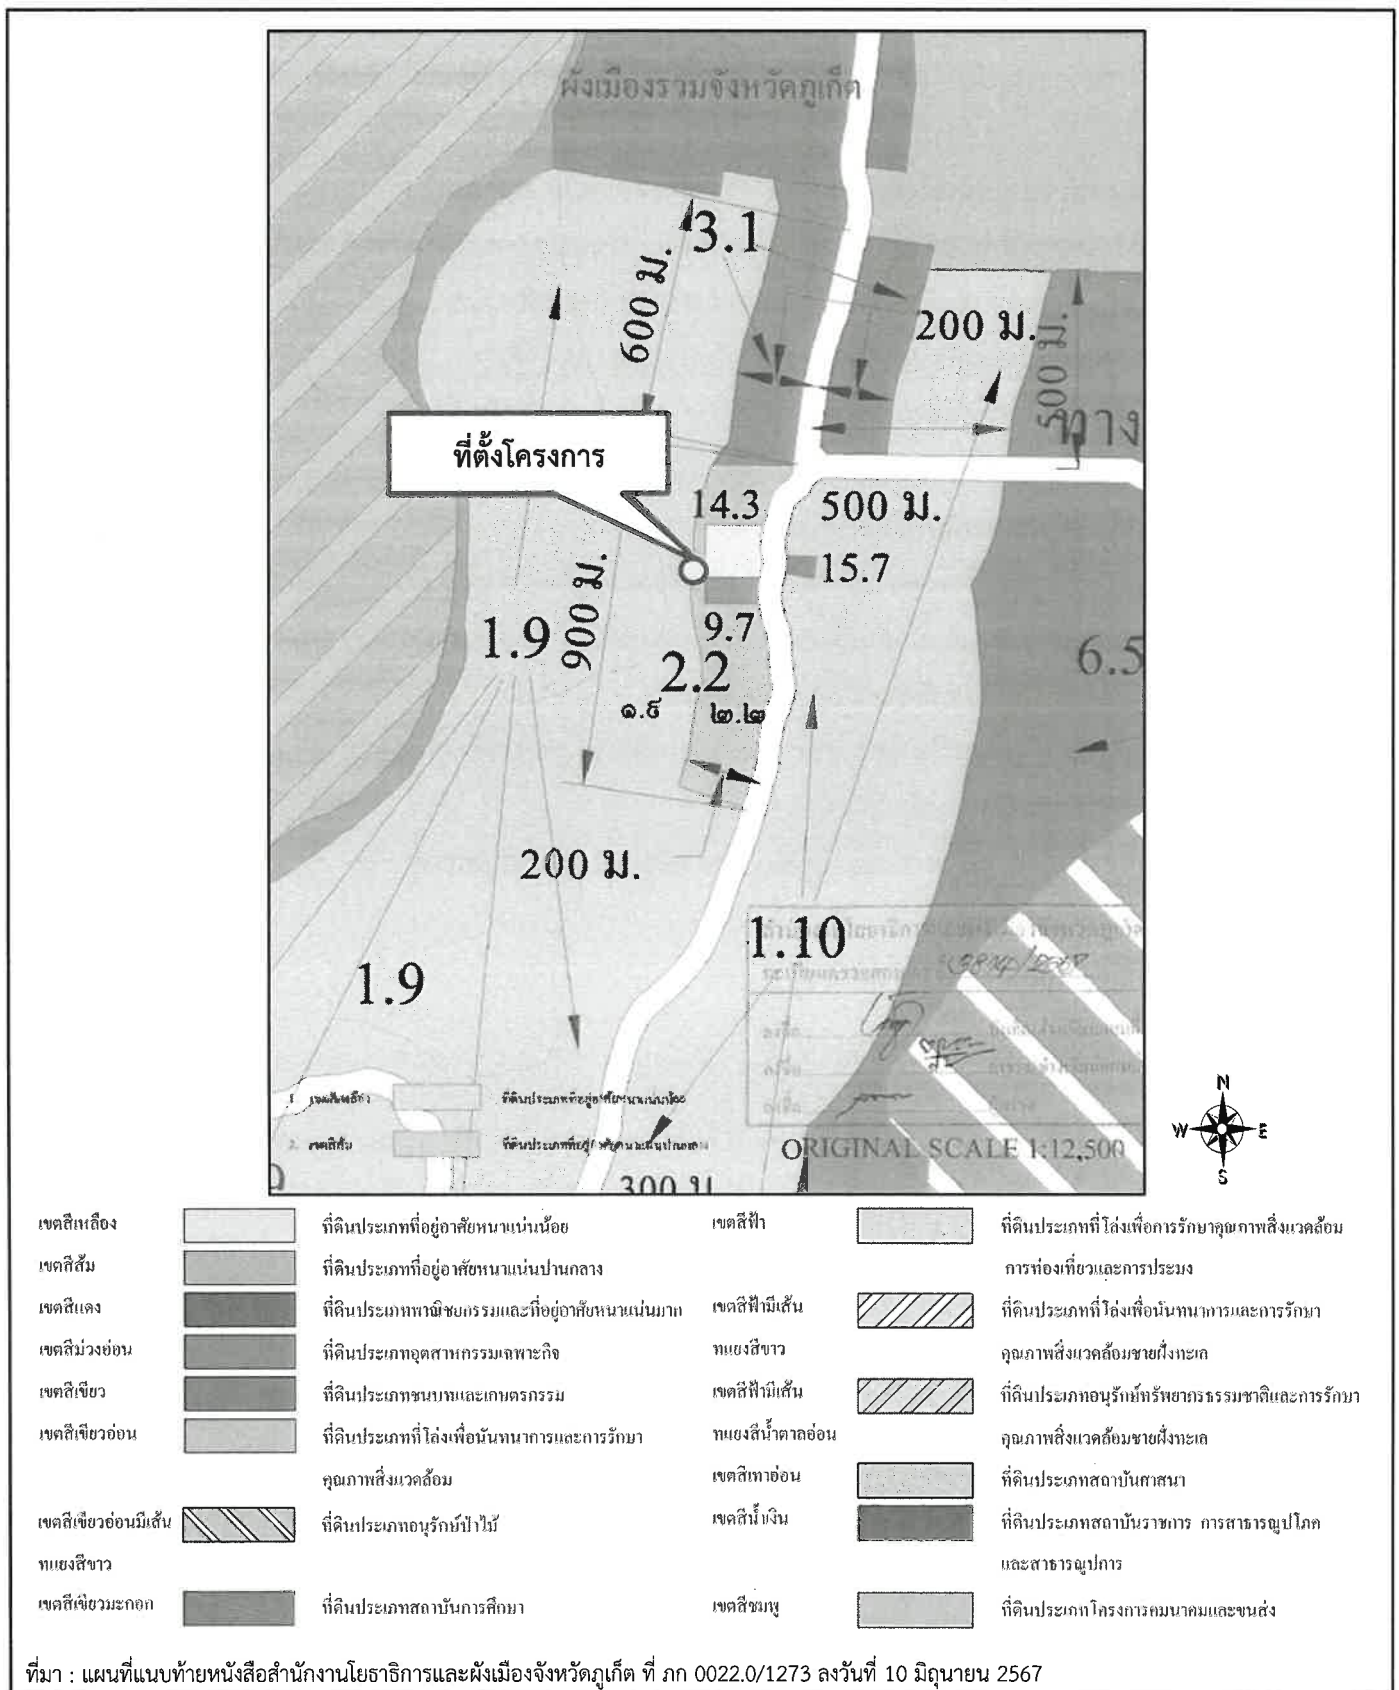 ผังเมืองรวมจังหวัดภูเก็ต
3.1
600 ม.
200 ม.
500 ม.
ทาง
ที่ตั้งโครงการ
14.3
500 ม.
15.7
900 ม.
1.9
9.7
2.2
6.5
๑.๙
๒.๒
200 ม.
1.10
1.9
ORIGINAL SCALE 1:12,500
300 ม
N
W
E
S
เขตสีเหลือง ที่ดินประเภทที่อยู่อาศัยหนาแน่นน้อย
เขตสีส้ม ที่ดินประเภทที่อยู่อาศัยหนาแน่นปานกลาง
เขตสีแดง ที่ดินประเภทพาณิชยกรรมและที่อยู่อาศัยหนาแน่นมาก
เขตสีม่วงอ่อน ที่ดินประเภทอุตสาหกรรมเฉพาะกิจ
เขตสีเขียว ที่ดินประเภทชนบทและเกษตรกรรม
เขตสีเขียวอ่อน ที่ดินประเภทที่โล่งเพื่อนันทนาการและการรักษา
คุณภาพสิ่งแวดล้อม
เขตสีเขียวอ่อนมีเส้น ที่ดินประเภทอนุรักษ์ป่าไม้
ทแยงสีขาว
เขตสีเขียวมะกอก ที่ดินประเภทสถาบันการศึกษา
เขตสีฟ้า ที่ดินประเภทที่โล่งเพื่อการรักษาคุณภาพสิ่งแวดล้อม
การท่องเที่ยวและการประมง
เขตสีฟ้ามีเส้น ที่ดินประเภทที่โล่งเพื่อนันทนาการและการรักษา
ทแยงสีขาว คุณภาพสิ่งแวดล้อมชายฝั่งทะเล
เขตสีฟ้ามีเส้น ที่ดินประเภทอนุรักษ์ทรัพยากรธรรมชาติและการรักษา
ทแยงสีน้ำตาลอ่อน คุณภาพสิ่งแวดล้อมชายฝั่งทะเล
เขตสีเทาอ่อน ที่ดินประเภทสถาบันศาสนา
เขตสีน้ำเงิน ที่ดินประเภทสถาบันราชการ การสาธารณูปโภค
และสาธารณูปการ
เขตสีชมพู ที่ดินประเภทโครงการคมนาคมและขนส่ง
ที่มา : แผนที่แนบท้ายหนังสือสำนักงานโยธาธิการและผังเมืองจังหวัดภูเก็ต ที่ ภก 0022.0/1273 ลงวันที่ 10 มิถุนายน 2567